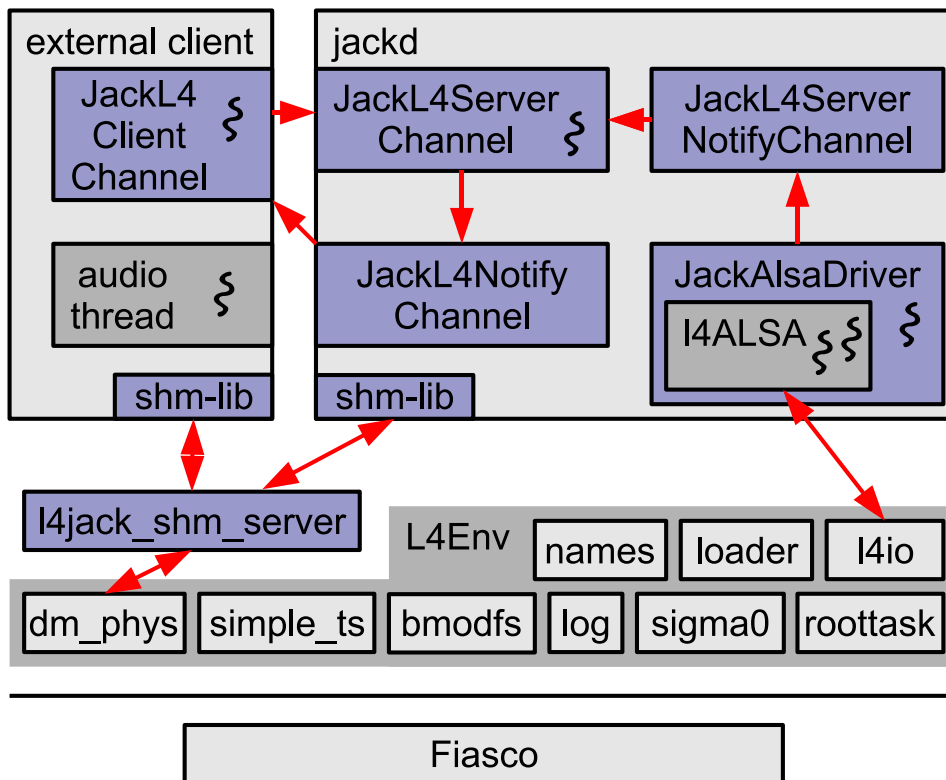 external client
JackL4
Client
Channel
audio
thread
shm-lib
jackd
JackL4Server
Channel
JackL4Server
NotifyChannel
JackL4Notify
Channel
JackAlsaDriver
l4ALSA
shm-lib
l4jack_shm_server
L4Env
names
loader
l4io
dm_phys
simple_ts
bmodfs
log
sigma0
roottask
Fiasco